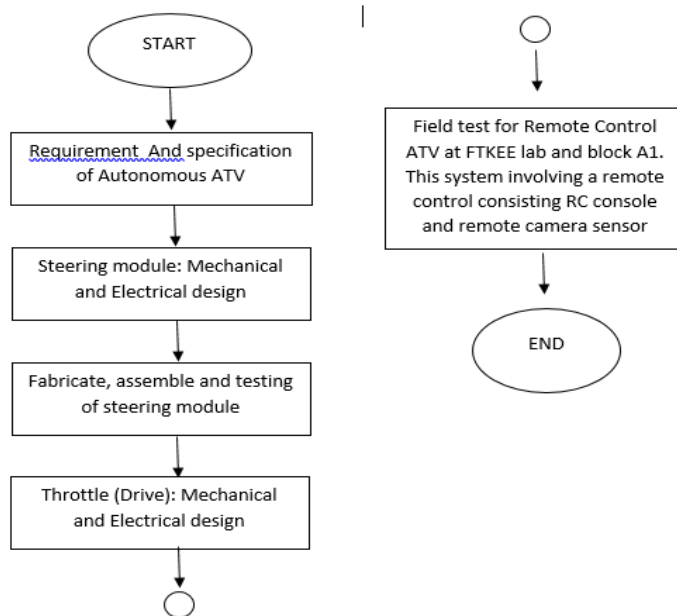 START
Requirement And specification
of Autonomous ATV
Steering module: Mechanical
and Electrical design
Fabricate, assemble and testing
of steering module
Throttle (Drive): Mechanical
and Electrical design
Field test for Remote Control
ATV at FTKEE lab and block A1.
This system involving a remote
control consisting RC console
and remote camera sensor
END